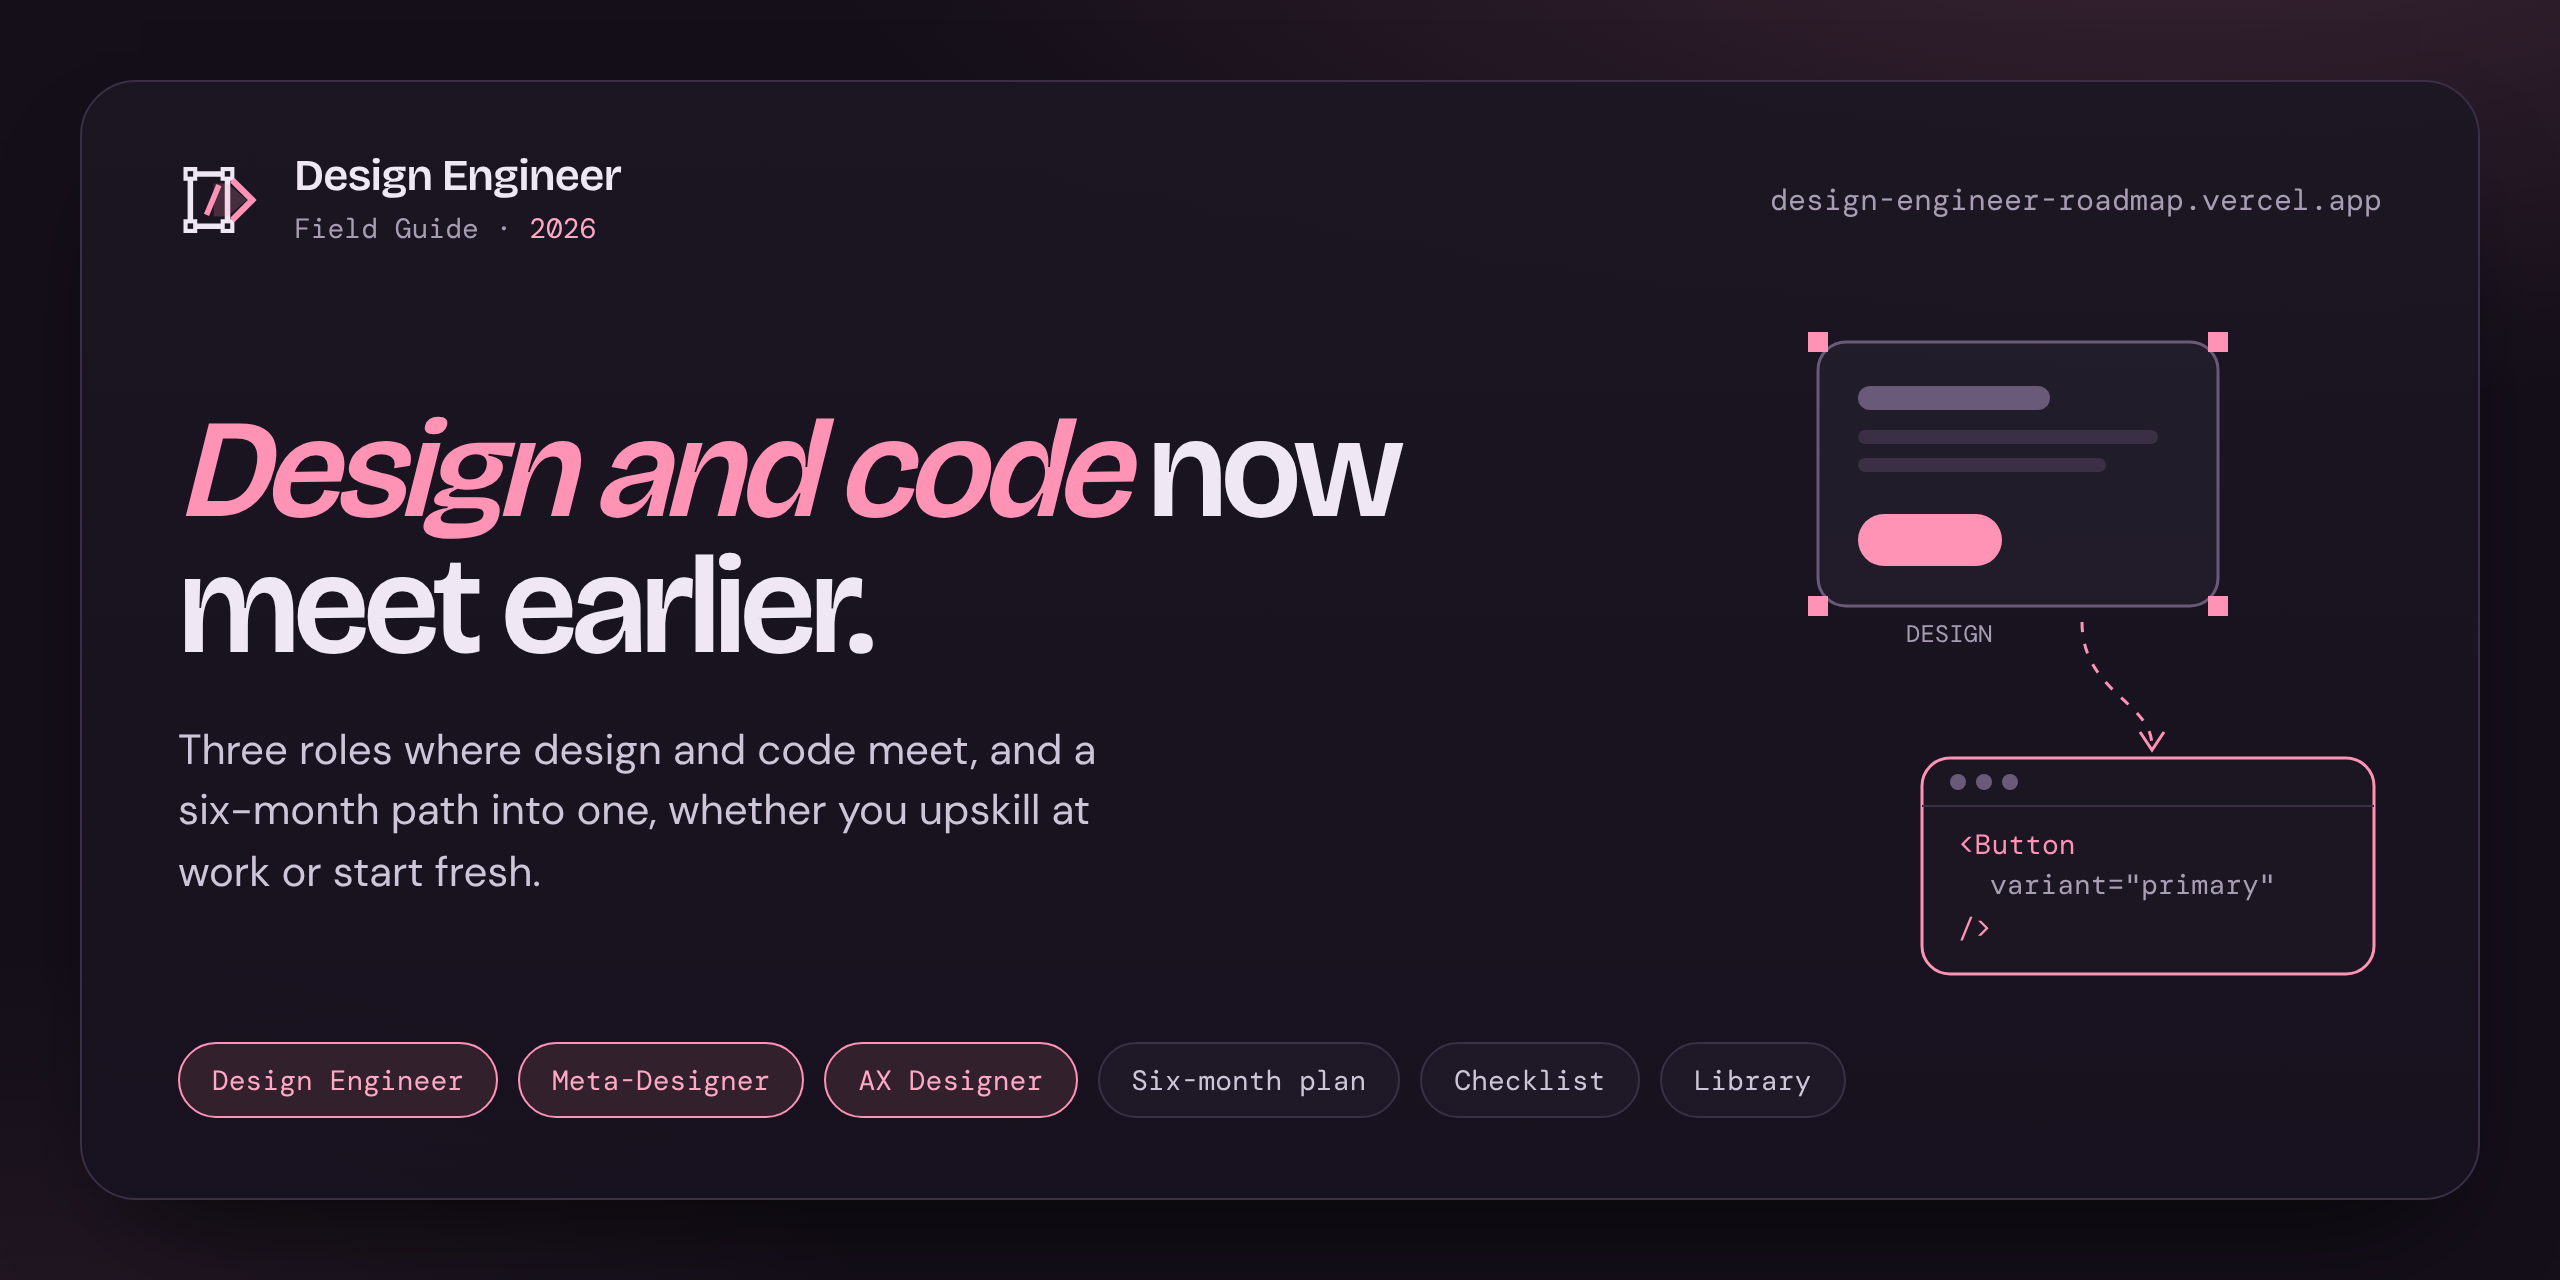 Design Engineer
Field Guide · 2026
design-engineer-roadmap.vercel.app
Design and code now
meet earlier.
Three roles where design and code meet, and a
six-month path into one, whether you upskill at
work or start fresh.
DESIGN
<Button
variant="primary"
/>
Design Engineer
Meta-Designer
AX Designer
Six-month plan
Checklist
Library